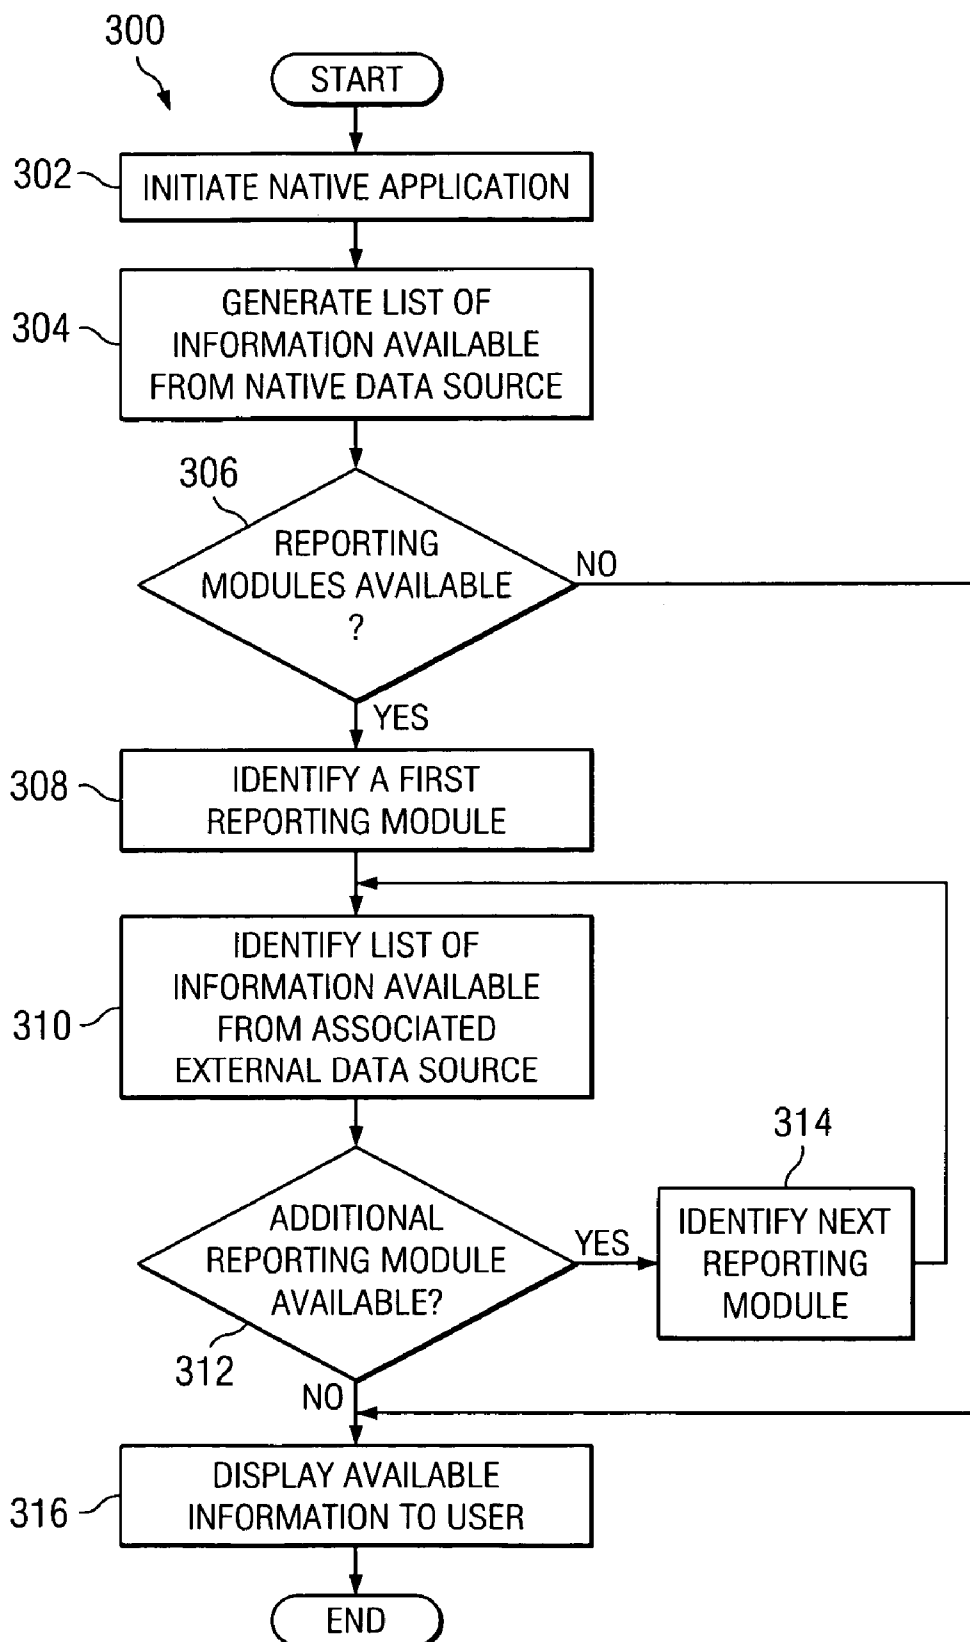 300
START
302
INITIATE NATIVE APPLICATION
304
GENERATE LIST OF
INFORMATION AVAILABLE
FROM NATIVE DATA SOURCE
306
REPORTING
MODULES AVAILABLE
?
NO
YES
308
IDENTIFY A FIRST
REPORTING MODULE
310
IDENTIFY LIST OF
INFORMATION AVAILABLE
FROM ASSOCIATED
EXTERNAL DATA SOURCE
312
ADDITIONAL
REPORTING MODULE
AVAILABLE?
YES
314
IDENTIFY NEXT
REPORTING
MODULE
NO
316
DISPLAY AVAILABLE
INFORMATION TO USER
END